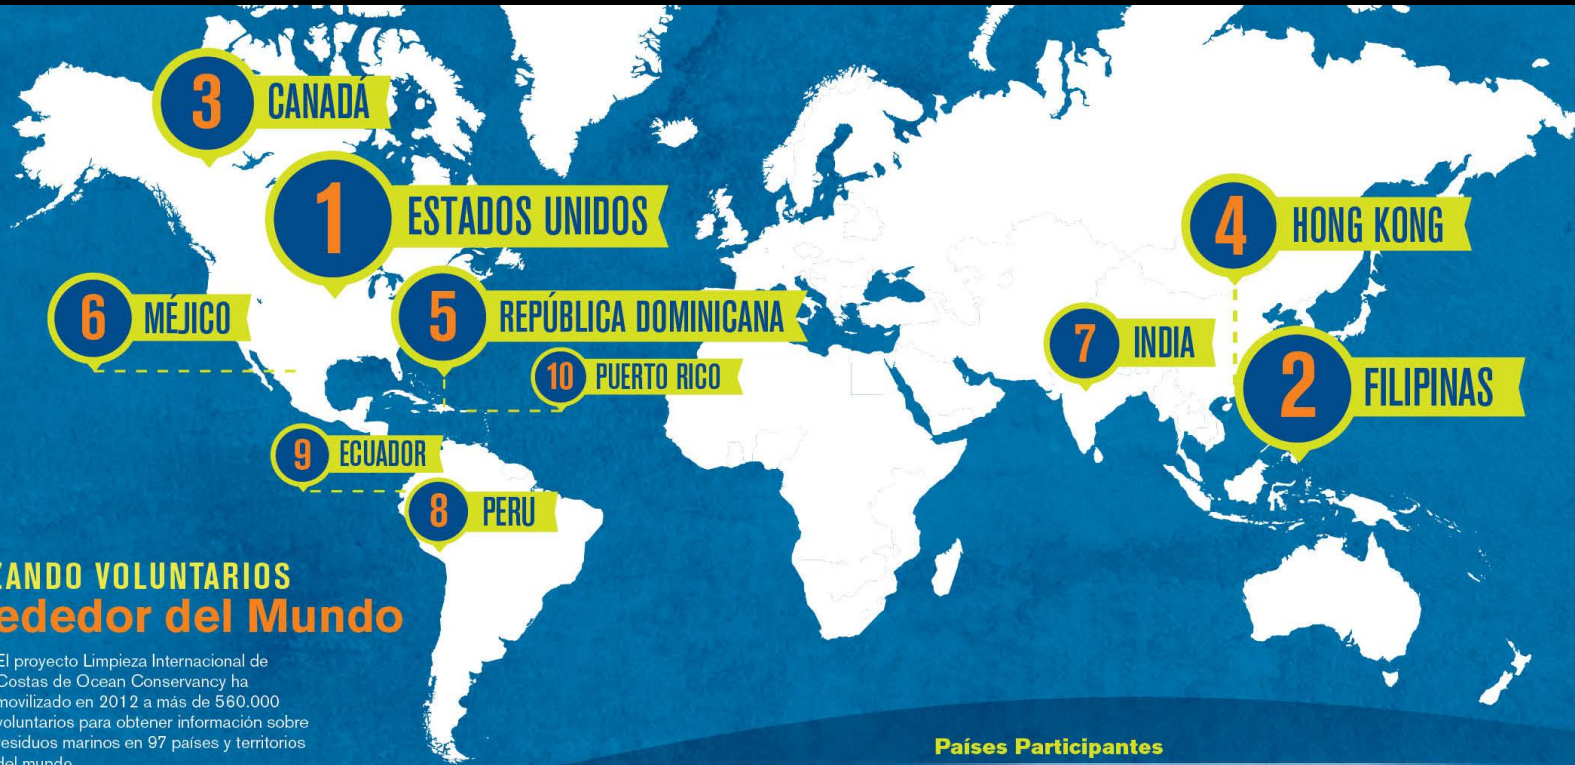 3 CANADÁ
1 ESTADOS UNIDOS
4 HONG KONG
6 MÉJICO
5 REPÚBLICA DOMINICANA
7 INDIA
10 PUERTO RICO
2 FILIPINAS
9 ECUADOR
8 PERÚ
ZANDO VOLUNTARIOS
ededor del Mundo
El proyecto Limpieza Internacional de
Costas de Ocean Conservancy ha
movilizado en 2012 a más de 560.000
voluntarios para obtener información sobre
residuos marinos en 97 países y territorios
del mundo
Países Participantes